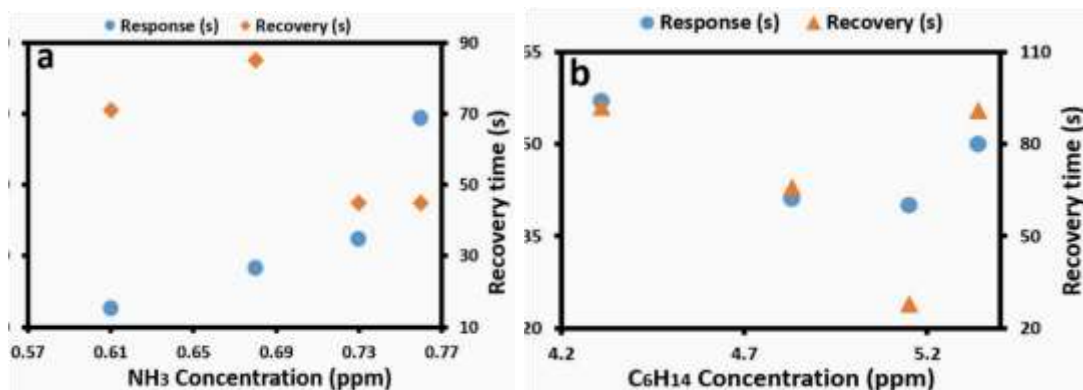 Response (s) Recovery (s)
a
90
70
50
30
10
Recovery time (s)
0.57 0.61 0.65 0.69 0.73 0.77
NH3 Concentration (ppm)
Response (s) Recovery (s)
b
50
35
20
110
80
50
20
Recovery time (s)
4.2 4.7 5.2
C6H14 Concentration (ppm)